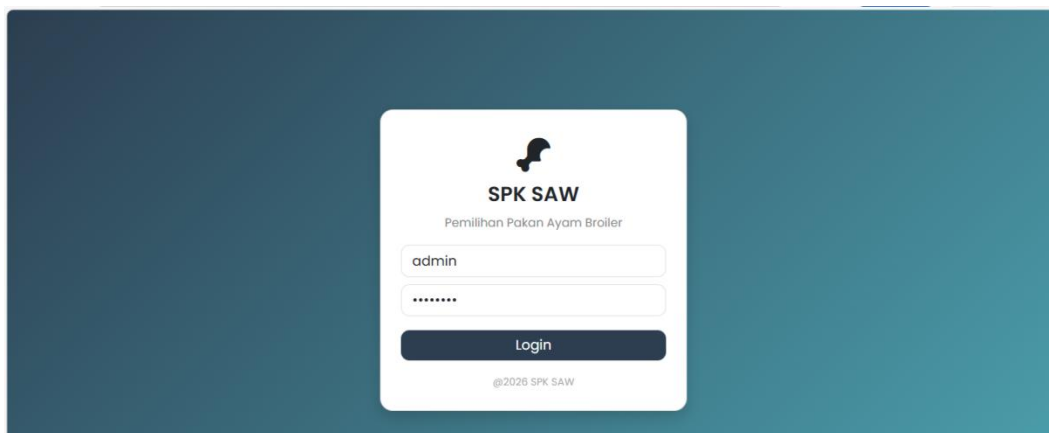 SPK SAW
Pemilihan Pakan Ayam Broiler
admin
••••••••
Login
@2026 SPK SAW